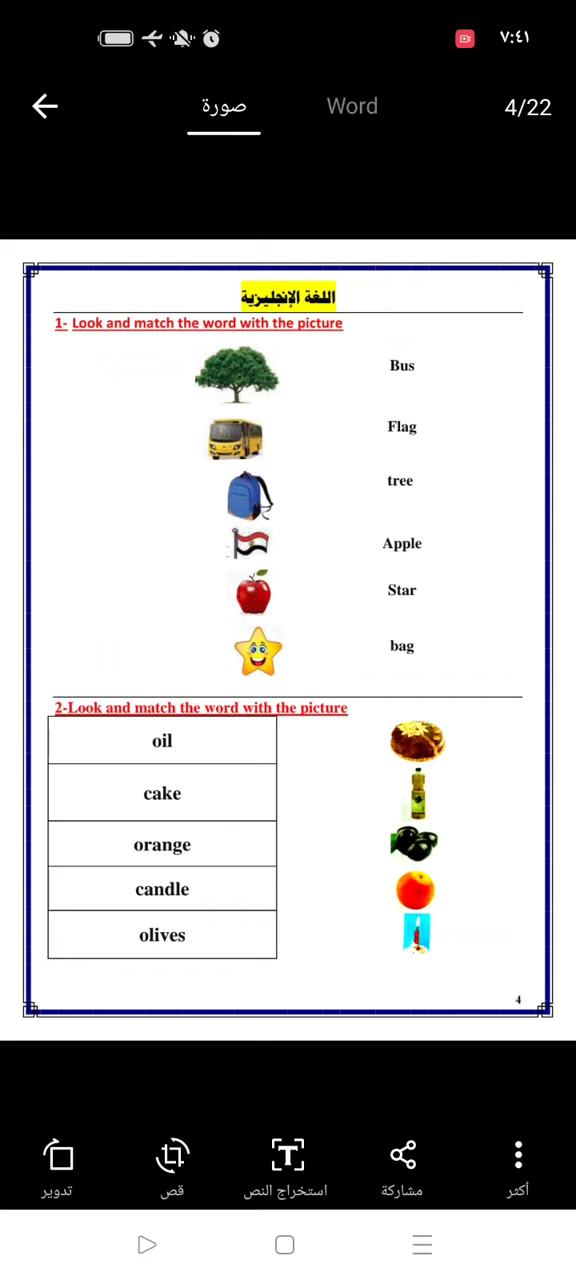 ٧:٤١
صورة
Word
4/22
اللغة الإنجليزية
1- Look and match the word with the picture
Bus
Flag
tree
Apple
Star
bag
2-Look and match the word with the picture
oil
cake
orange
candle
olives
4
تدوير
قص
استخراج النص
مشاركة
أكثر